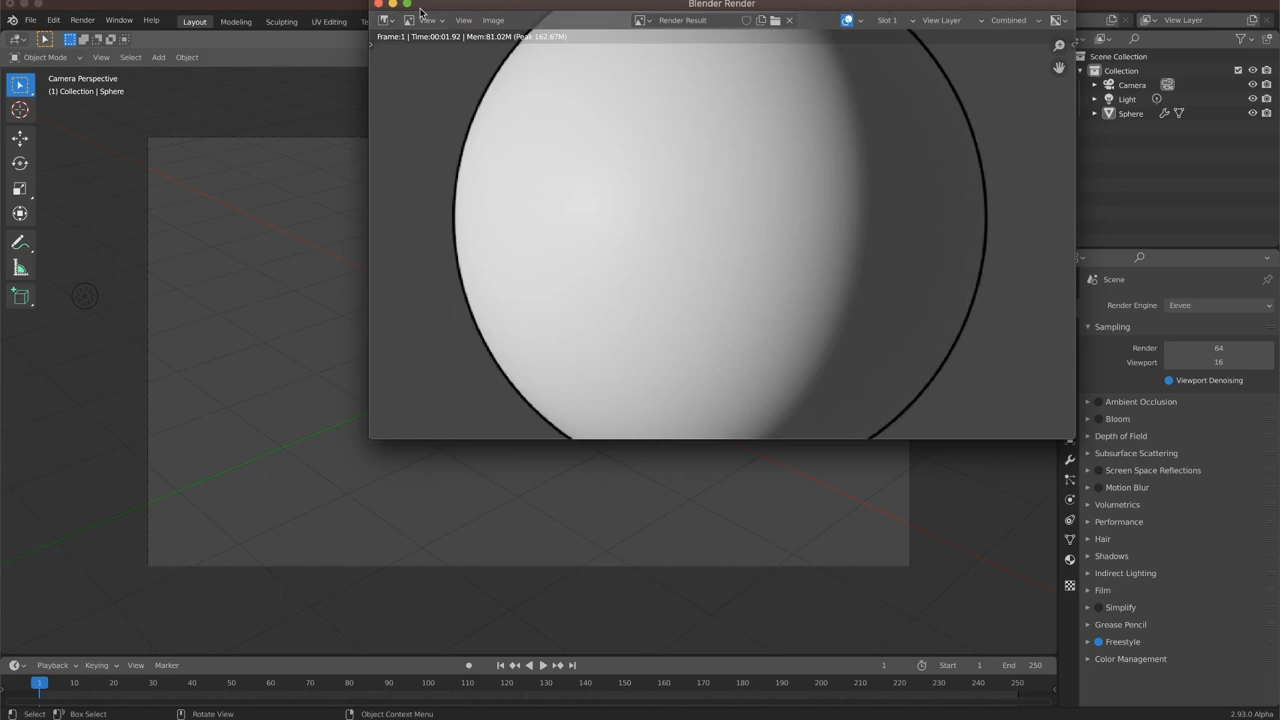 Blender Render
File Edit Render Window Help Layout Modeling Sculpting UV Editing
View View Image Render Result Slot 1 View Layer Combined
View Layer
Frame:1 | Time:00:01.92 | Mem:81.02M (Peak 162.67M)
Object Mode View Select Add Object
Camera Perspective
(1) Collection | Sphere
Scene Collection
Collection
Camera
Light
Sphere
Scene
Render Engine Eevee
Sampling
Render 64
Viewport 16
Viewport Denoising
Ambient Occlusion
Bloom
Depth of Field
Subsurface Scattering
Screen Space Reflections
Motion Blur
Volumetrics
Performance
Hair
Shadows
Indirect Lighting
Film
Simplify
Grease Pencil
Freestyle
Color Management
Playback Keying View Marker 1 Start 1 End 250
1 10 20 30 40 50 60 70 80 90 100 110 120 130 140 150 160 170 180 190 200 210 220 230 240 250
Select Box Select Rotate View Object Context Menu 2.93.0 Alpha